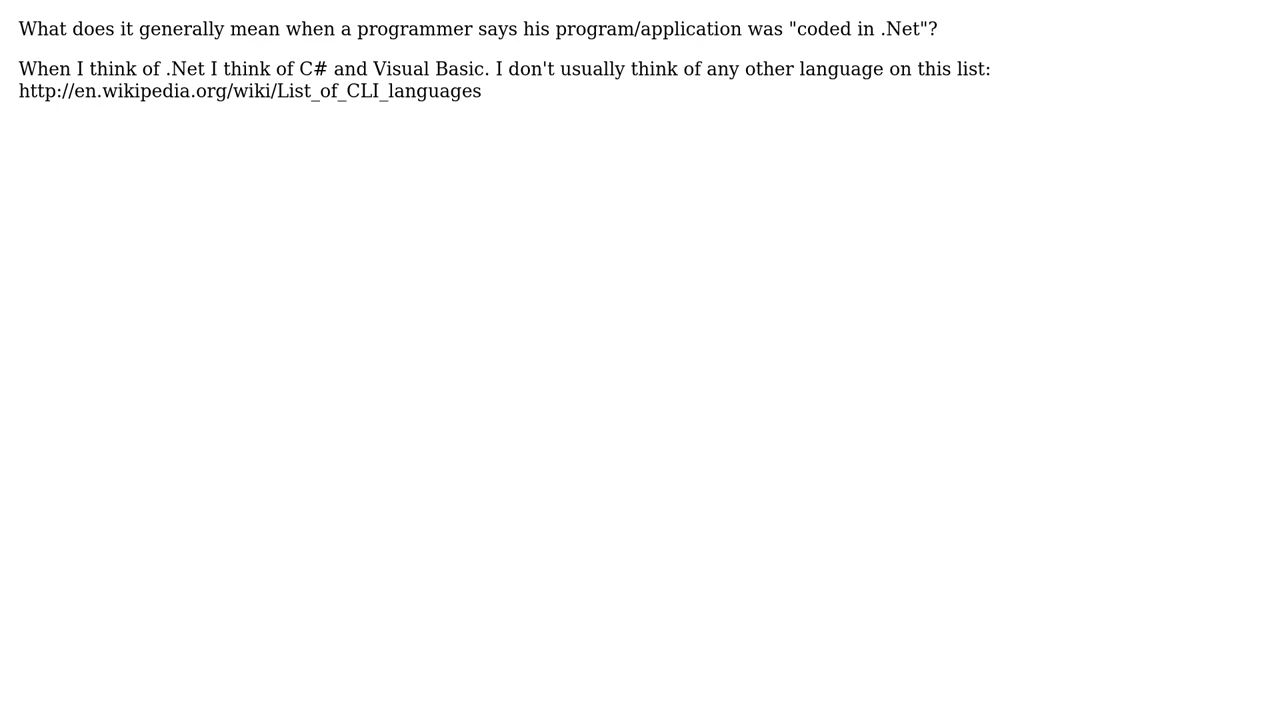 What does it generally mean when a programmer says his program/application was "coded in .Net"?
When I think of .Net I think of C# and Visual Basic. I don't usually think of any other language on this list:
http://en.wikipedia.org/wiki/List_of_CLI_languages